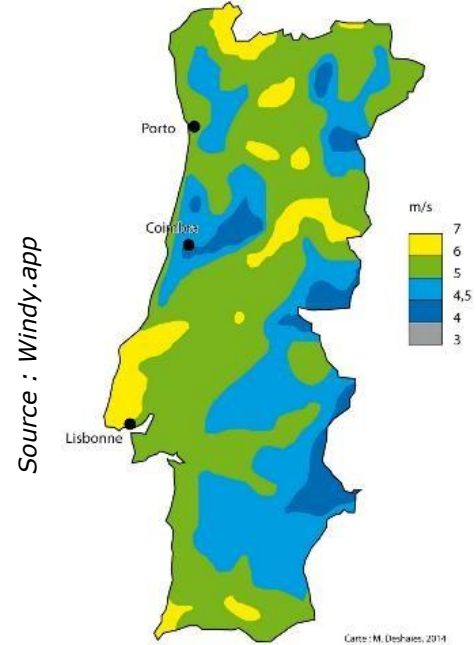 Porto
m/s
7
6
5
4,5
4
3
Coimbra
Source : Windy.app
Lisbonne
Carte : M. Deshaies, 2014